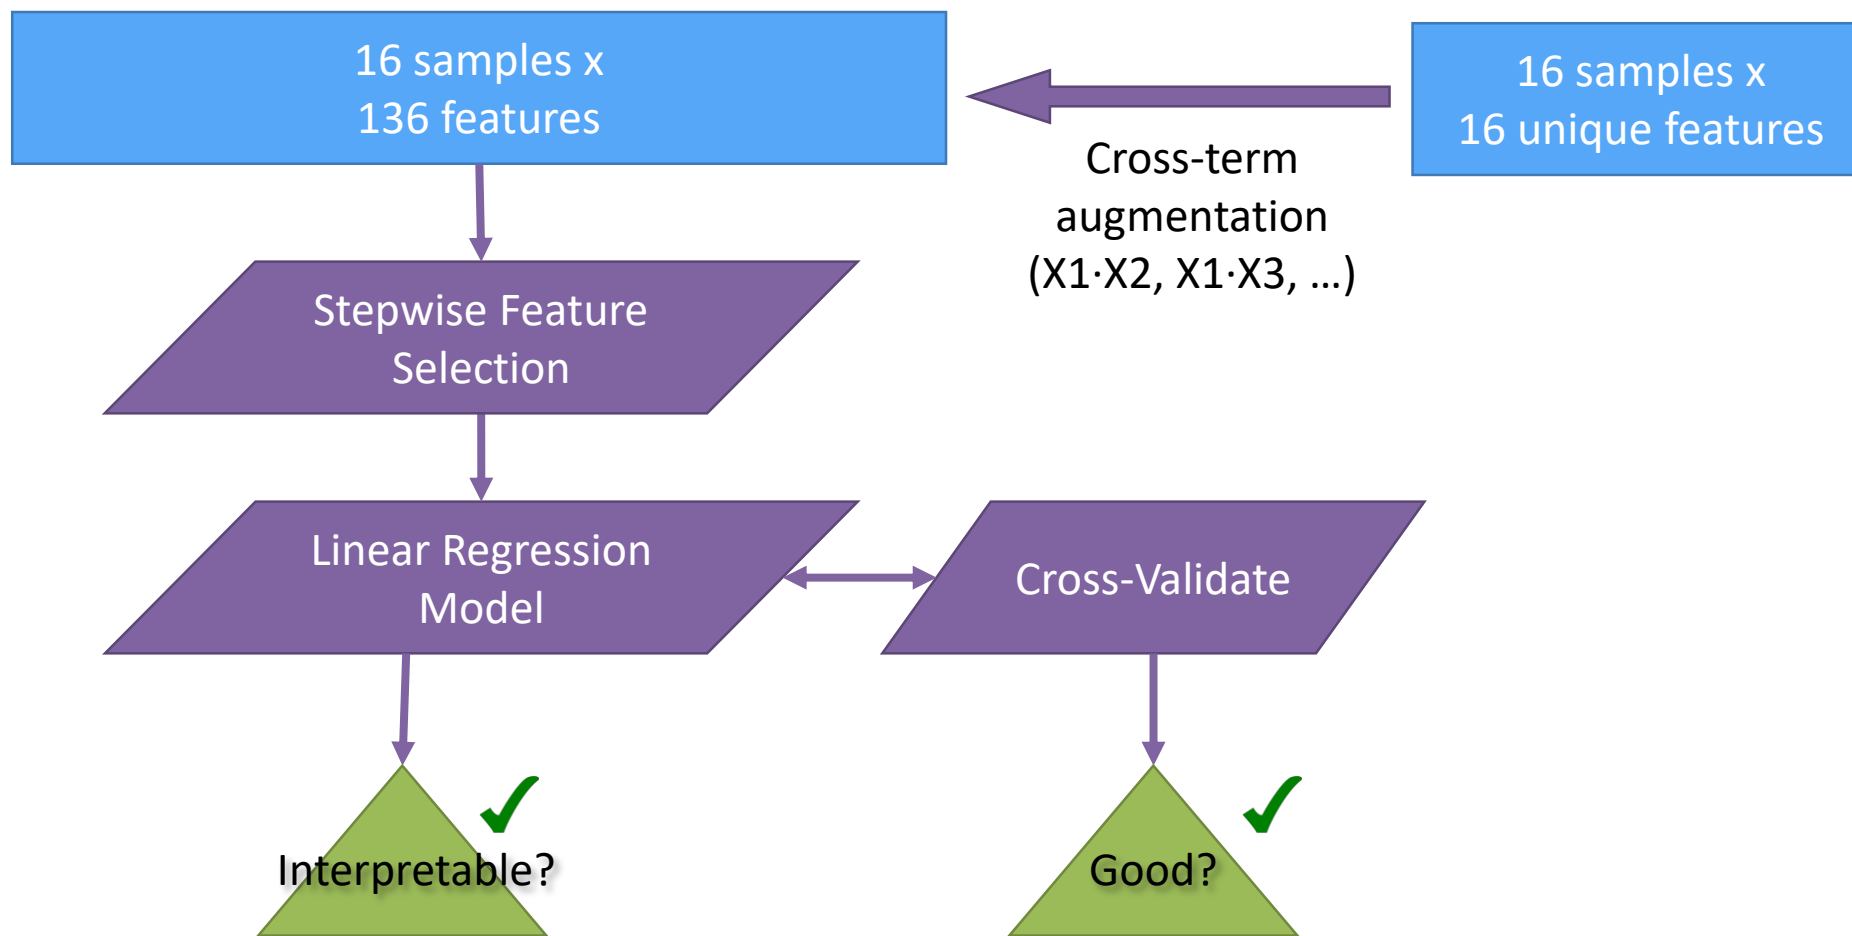 16 samples x
136 features
16 samples x
16 unique features
Cross-term
augmentation
(X1·X2, X1·X3, …)
Stepwise Feature
Selection
Linear Regression
Model
Cross-Validate
Interpretable?
Good?